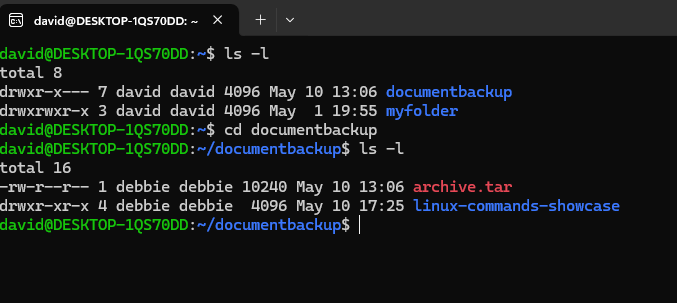 david@DESKTOP-1QS70DD: ~
david@DESKTOP-1QS70DD:~$ ls -l
total 8
drwxr-x--- 7 david david 4096 May 10 13:06 documentbackup
drwxrwxr-x 3 david david 4096 May  1 19:55 myfolder
david@DESKTOP-1QS70DD:~$ cd documentbackup
david@DESKTOP-1QS70DD:~/documentbackup$ ls -l
total 16
-rw-r--r-- 1 debbie debbie 10240 May 10 13:06 archive.tar
drwxr-xr-x 4 debbie debbie  4096 May 10 17:25 linux-commands-showcase
david@DESKTOP-1QS70DD:~/documentbackup$